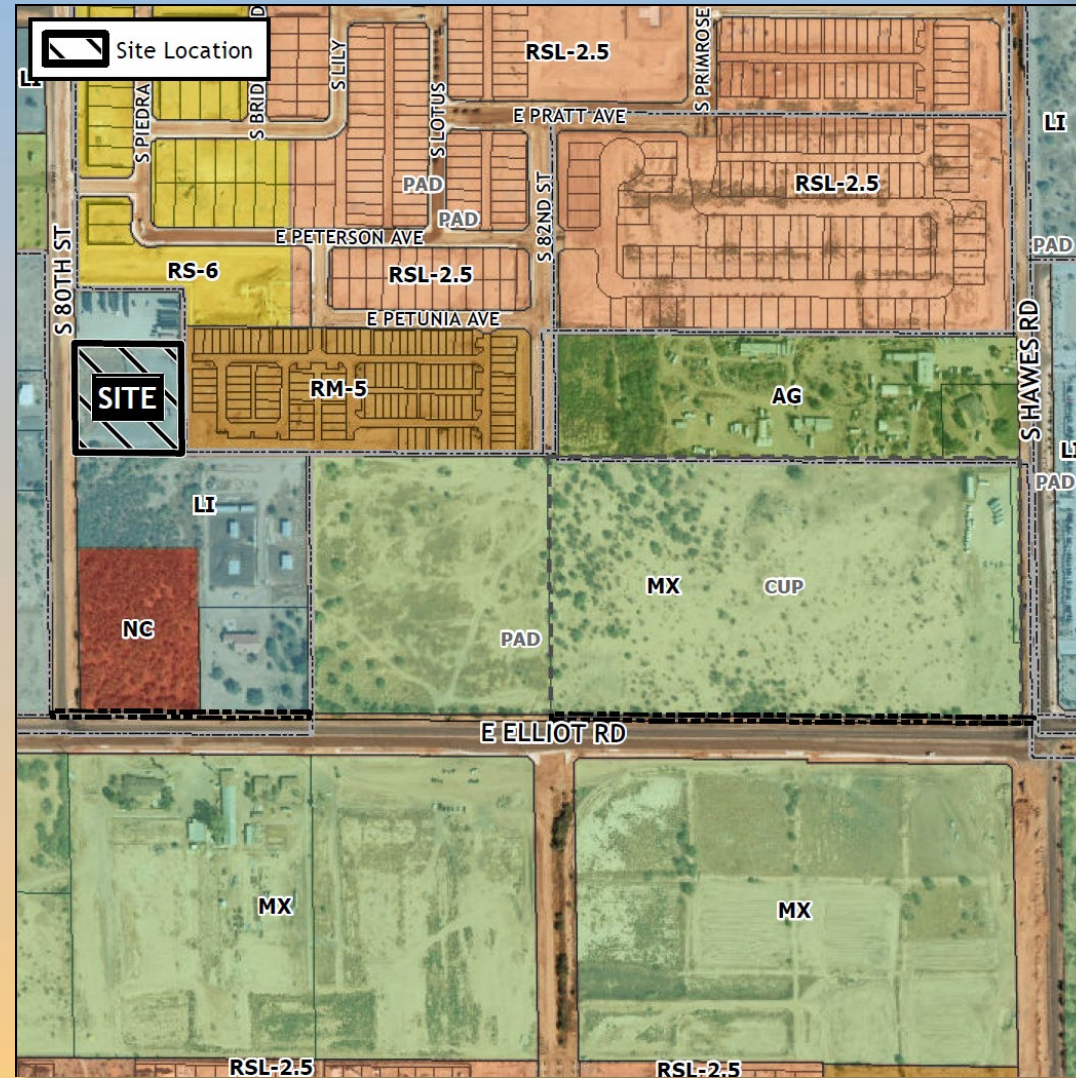 Site Location
LI
S PIEDRA
S BRID
D
S LILY
S LOTUS
RSL-2.5
S PRIMROSE
E PRATT AVE
LI
PAD
PAD
S 82ND ST
RSL-2.5
PAD
E PETERSON AVE
RS-6
RSL-2.5
S 80TH ST
E PETUNIA AVE
SITE
RM-5
AG
S HAWES RD
LI
PAD
LI
NC
PAD
MX
CUP
E ELLIOT RD
MX
MX
RSL-2.5
RSL-2.5